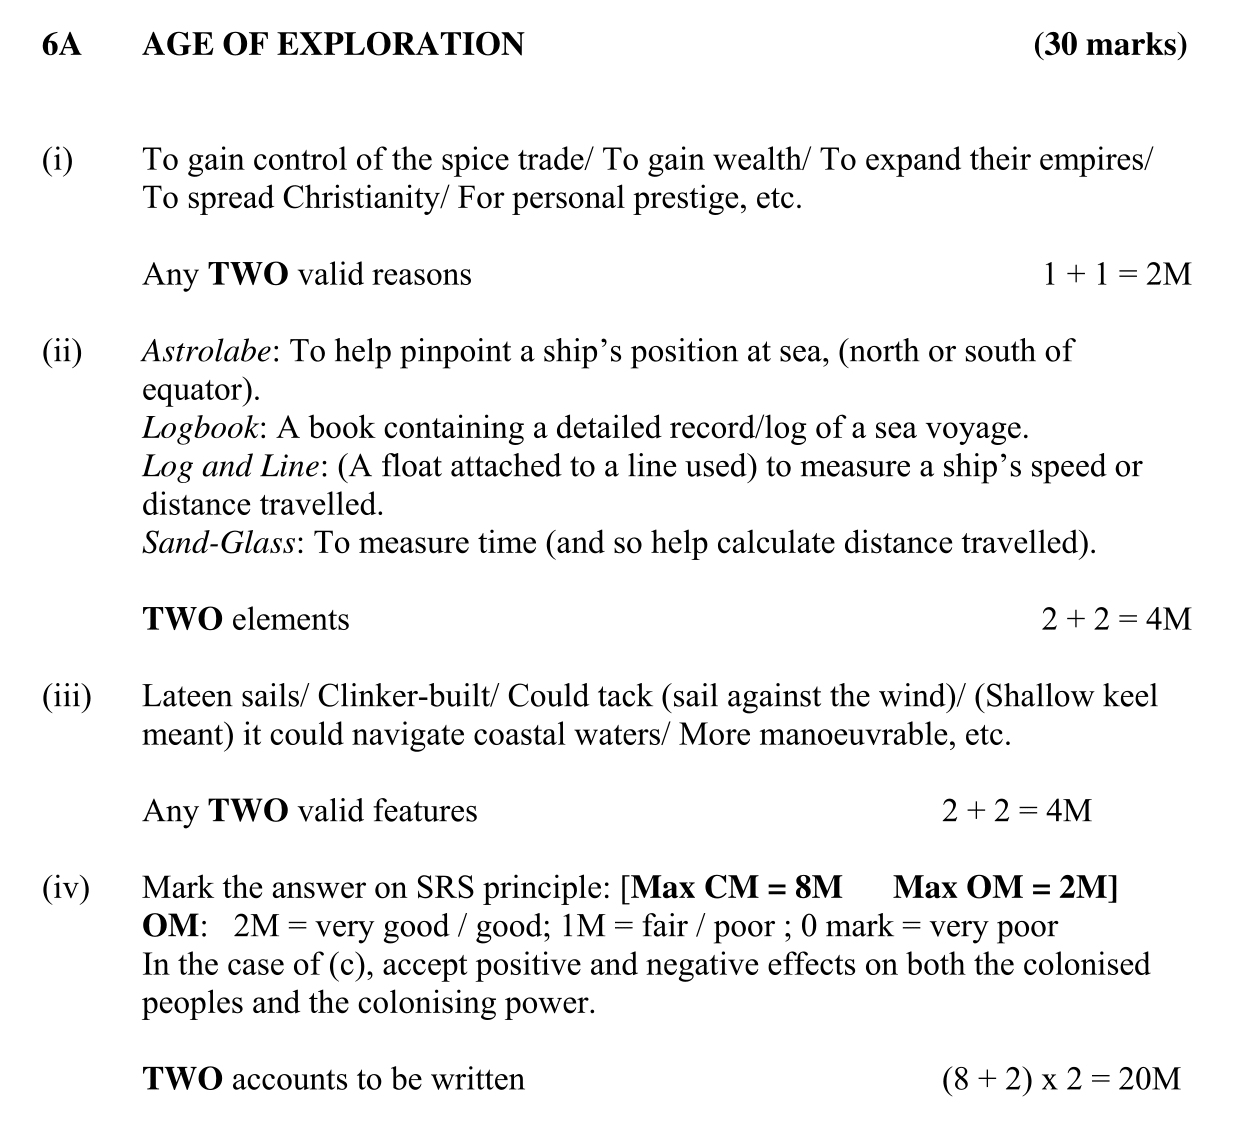 6A AGE OF EXPLORATION (30 marks)
(i) To gain control of the spice trade/ To gain wealth/ To expand their empires/
To spread Christianity/ For personal prestige, etc.
Any TWO valid reasons 1 + 1 = 2M
(ii) Astrolabe: To help pinpoint a ship’s position at sea, (north or south of
equator).
Logbook: A book containing a detailed record/log of a sea voyage.
Log and Line: (A float attached to a line used) to measure a ship’s speed or
distance travelled.
Sand-Glass: To measure time (and so help calculate distance travelled).
TWO elements 2 + 2 = 4M
(iii) Lateen sails/ Clinker-built/ Could tack (sail against the wind)/ (Shallow keel
meant) it could navigate coastal waters/ More manoeuvrable, etc.
Any TWO valid features 2 + 2 = 4M
(iv) Mark the answer on SRS principle: [Max CM = 8M Max OM = 2M]
OM: 2M = very good / good; 1M = fair / poor ; 0 mark = very poor
In the case of (c), accept positive and negative effects on both the colonised
peoples and the colonising power.
TWO accounts to be written (8 + 2) x 2 = 20M